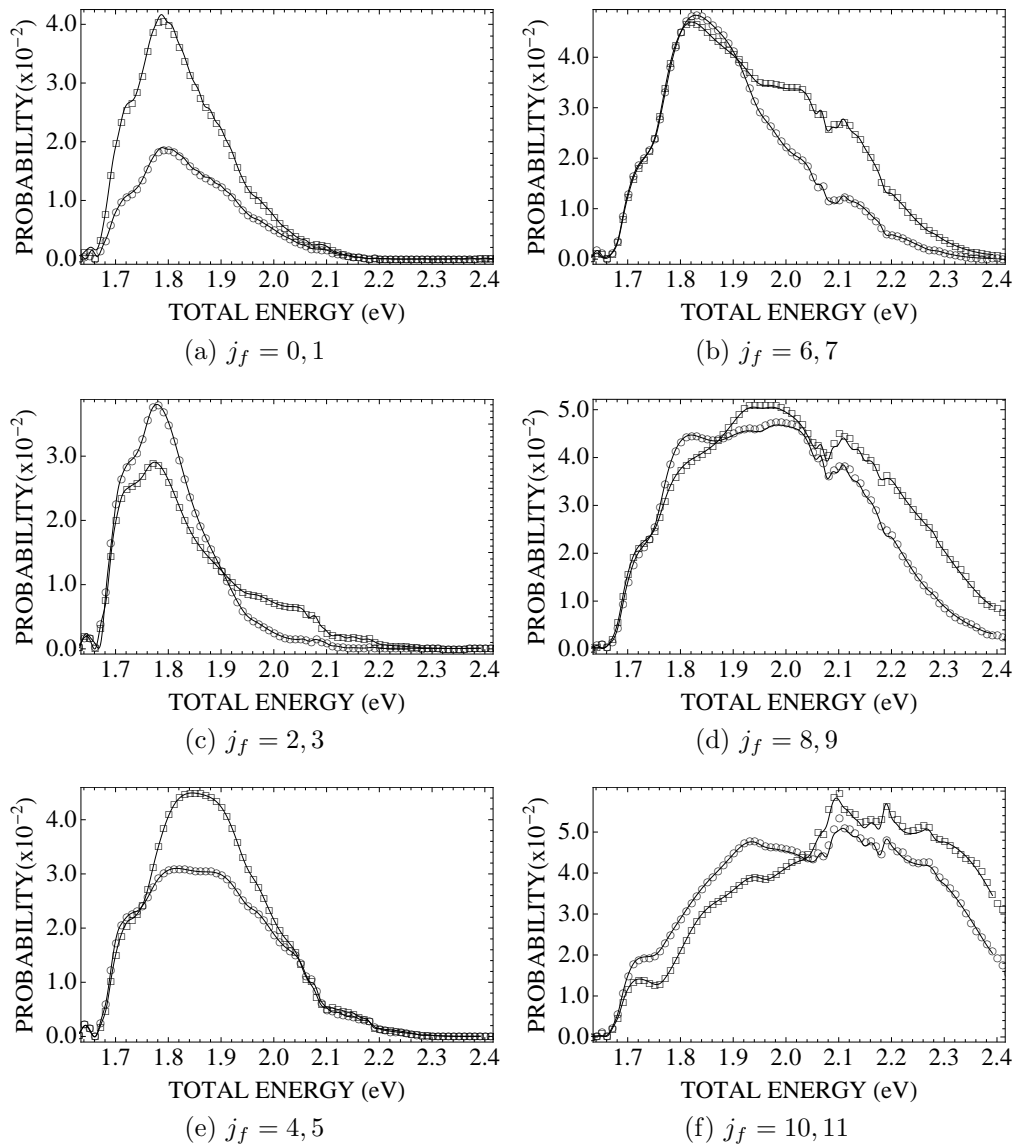 4.0
3.0
2.0
1.0
0.0
PROBABILITY(x10⁻²)
1.7 1.8 1.9 2.0 2.1 2.2 2.3 2.4
TOTAL ENERGY (eV)
(a) j_f = 0, 1
4.0
3.0
2.0
1.0
0.0
PROBABILITY(x10⁻²)
1.7 1.8 1.9 2.0 2.1 2.2 2.3 2.4
TOTAL ENERGY (eV)
(b) j_f = 6, 7
3.0
2.0
1.0
0.0
PROBABILITY(x10⁻²)
1.7 1.8 1.9 2.0 2.1 2.2 2.3 2.4
TOTAL ENERGY (eV)
(c) j_f = 2, 3
5.0
4.0
3.0
2.0
1.0
0.0
PROBABILITY(x10⁻²)
1.7 1.8 1.9 2.0 2.1 2.2 2.3 2.4
TOTAL ENERGY (eV)
(d) j_f = 8, 9
4.0
3.0
2.0
1.0
0.0
PROBABILITY(x10⁻²)
1.7 1.8 1.9 2.0 2.1 2.2 2.3 2.4
TOTAL ENERGY (eV)
(e) j_f = 4, 5
5.0
4.0
3.0
2.0
1.0
0.0
PROBABILITY(x10⁻²)
1.7 1.8 1.9 2.0 2.1 2.2 2.3 2.4
TOTAL ENERGY (eV)
(f) j_f = 10, 11